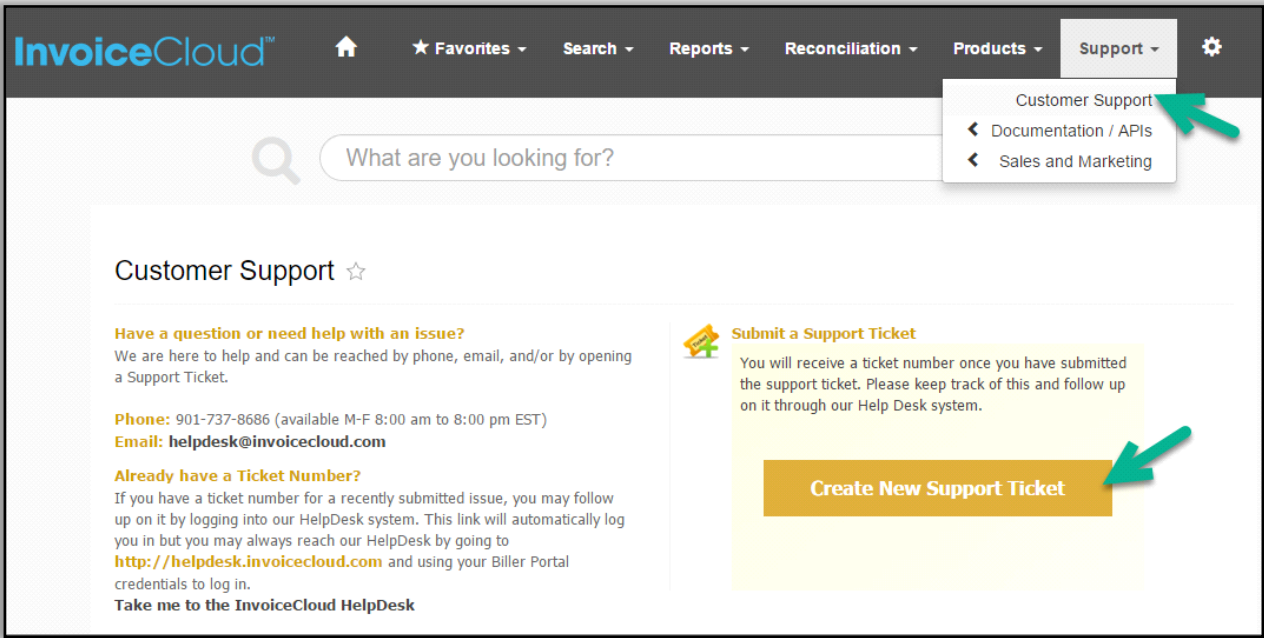 InvoiceCloud™
Favorites
Search
Reports
Reconciliation
Products
Support
Customer Support
Documentation / APIs
Sales and Marketing
What are you looking for?
Customer Support
Have a question or need help with an issue?
We are here to help and can be reached by phone, email, and/or by opening
a Support Ticket.
Phone: 901-737-8686 (available M-F 8:00 am to 8:00 pm EST)
Email: helpdesk@invoicecloud.com
Already have a Ticket Number?
If you have a ticket number for a recently submitted issue, you may follow
up on it by logging into our HelpDesk system. This link will automatically log
you in but you may always reach our HelpDesk by going to
http://helpdesk.invoicecloud.com and using your Biller Portal
credentials to log in.
Take me to the InvoiceCloud HelpDesk
Submit a Support Ticket
You will receive a ticket number once you have submitted
the support ticket. Please keep track of this and follow up
on it through our Help Desk system.
Create New Support Ticket